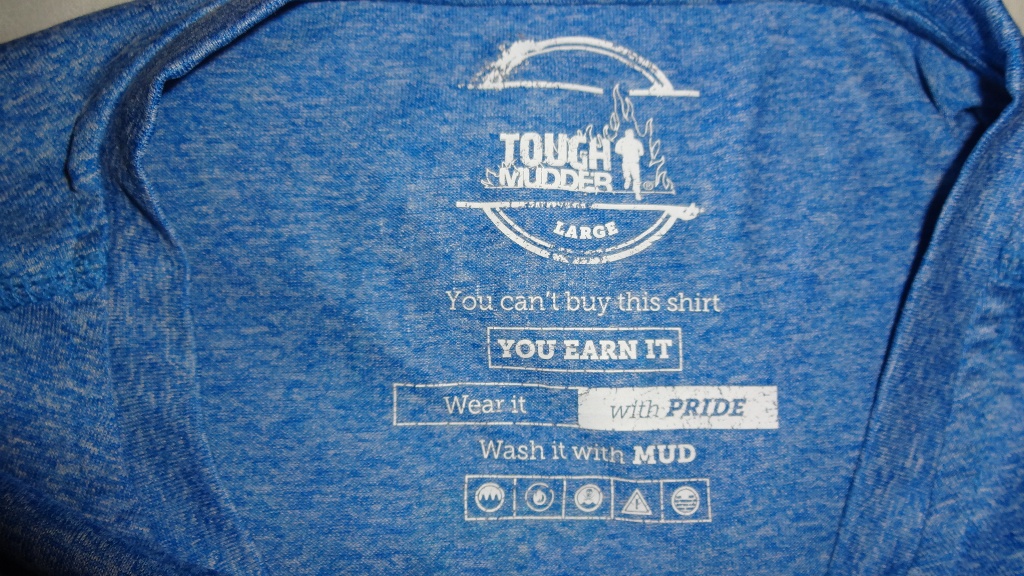 TOUGH
MUDDER
LARGE
You can't buy this shirt
YOU EARN IT
Wear it with PRIDE
Wash it with MUD